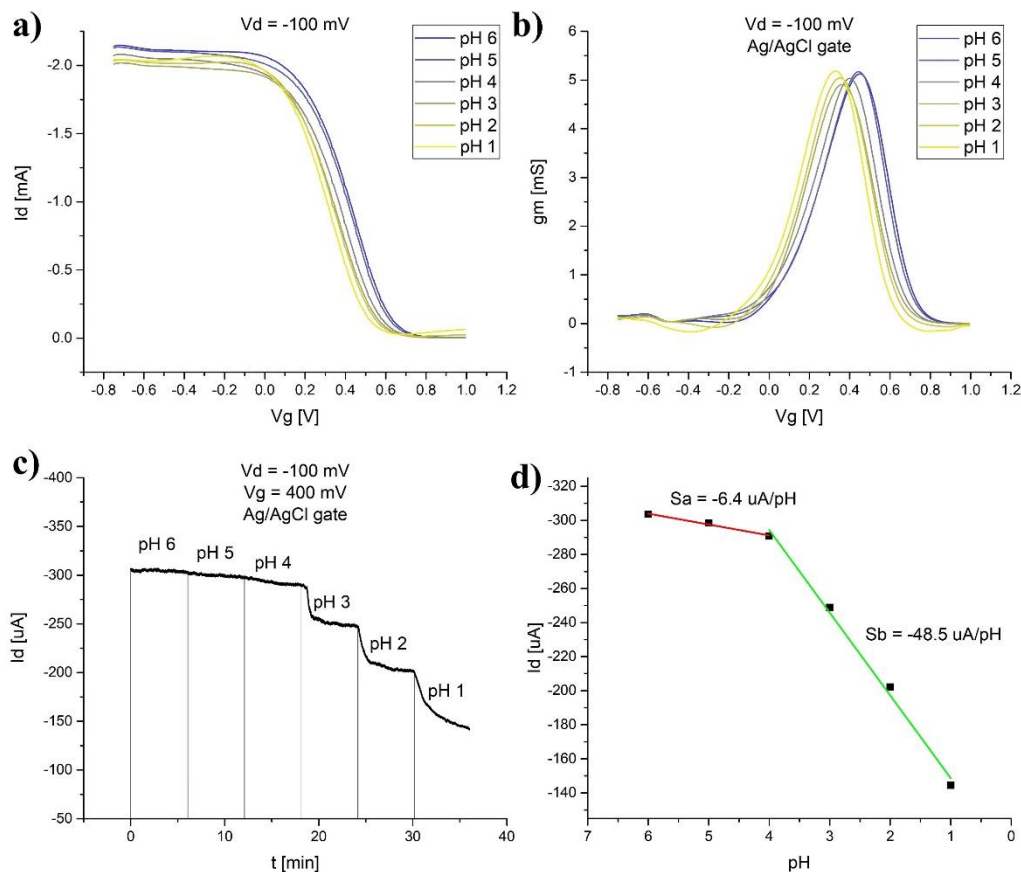 a)
Vd = -100 mV
pH 6
pH 5
pH 4
pH 3
pH 2
pH 1
-2.0
-1.5
-1.0
-0.5
0.0
Id [mA]
-0.8 -0.6 -0.4 -0.2 0.0 0.2 0.4 0.6 0.8 1.0 1.2
Vg [V]
b)
Vd = -100 mV
Ag/AgCl gate
pH 6
pH 5
pH 4
pH 3
pH 2
pH 1
6
5
4
3
2
1
0
-1
gm [mS]
-0.8 -0.6 -0.4 -0.2 0.0 0.2 0.4 0.6 0.8 1.0 1.2
Vg [V]
c)
Vd = -100 mV
Vg = 400 mV
Ag/AgCl gate
-400
-350
-300
-250
-200
-150
-100
-50
Id [uA]
pH 6
pH 5
pH 4
pH 3
pH 2
pH 1
0 10 20 30 40
t [min]
d)
-320
-300
-280
-260
-240
-220
-200
-160
-140
Id [uA]
Sa = -6.4 uA/pH
Sb = -48.5 uA/pH
7 6 5 4 3 2 1 0
pH